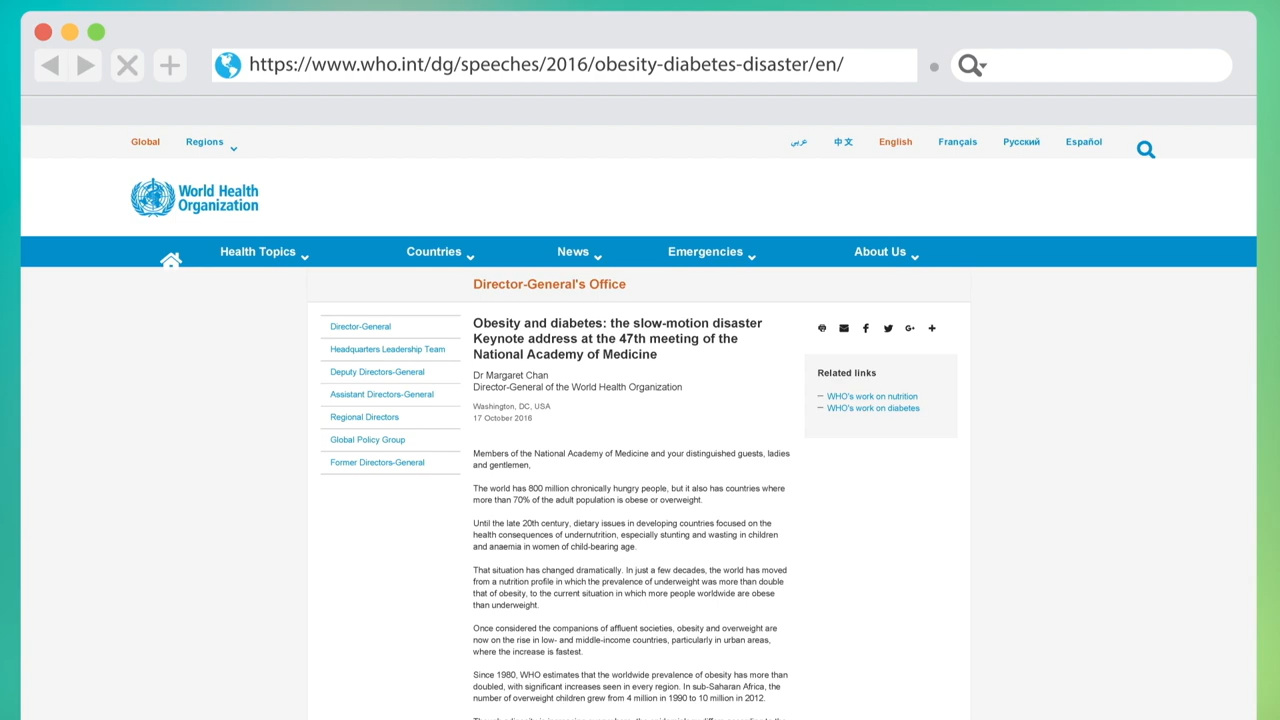 https://www.who.int/dg/speeches/2016/obesity-diabetes-disaster/en/
Global Regions عربي 中文 English Français Русский Español
World Health
Organization
Health Topics Countries News Emergencies About Us
Director-General's Office
Director-General
Headquarters Leadership Team
Deputy Directors-General
Assistant Directors-General
Regional Directors
Global Policy Group
Former Directors-General
Obesity and diabetes: the slow-motion disaster
Keynote address at the 47th meeting of the
National Academy of Medicine
Dr Margaret Chan
Director-General of the World Health Organization
Washington, DC, USA
17 October 2016
Members of the National Academy of Medicine and your distinguished guests, ladies
and gentlemen,
The world has 800 million chronically hungry people, but it also has countries where
more than 70% of the adult population is obese or overweight.
Until the late 20th century, dietary issues in developing countries focused on the
health consequences of undernutrition, especially stunting and wasting in children
and anaemia in women of child-bearing age.
That situation has changed dramatically. In just a few decades, the world has moved
from a nutrition profile in which the prevalence of underweight was more than double
that of obesity, to the current situation in which more people worldwide are obese
than underweight.
Once considered the companions of affluent societies, obesity and overweight are
now on the rise in low- and middle-income countries, particularly in urban areas,
where the increase is fastest.
Since 1980, WHO estimates that the worldwide prevalence of obesity has more than
doubled, with significant increases seen in every region. In sub-Saharan Africa, the
number of overweight children grew from 4 million in 1990 to 10 million in 2012.
Related links
WHO's work on nutrition
WHO's work on diabetes